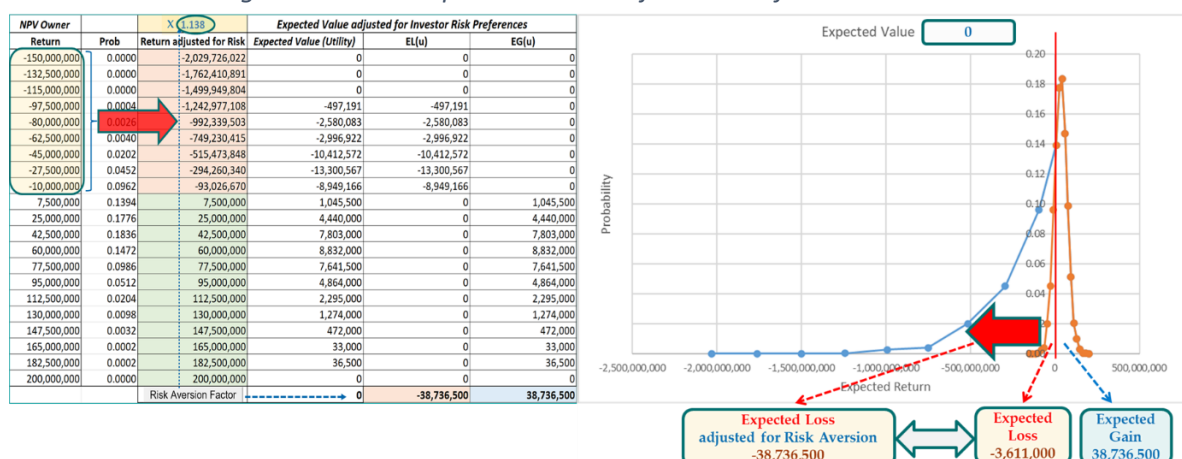 NPV Owner X 1.138 Expected Value adjusted for Investor Risk Preferences
Return Prob Return adjusted for Risk Expected Value (Utility) EL(u) EG(u)
-150,000,000 0.0000 -2,029,726,022 0 0 0
-132,500,000 0.0000 -1,762,410,891 0 0 0
-115,000,000 0.0000 -1,499,949,804 0 0 0
-97,500,000 0.0004 -1,242,977,108 -497,191 -497,191 0
-80,000,000 0.0026 -992,339,503 -2,580,083 -2,580,083 0
-62,500,000 0.0040 -749,230,415 -2,996,922 -2,996,922 0
-45,000,000 0.0202 -515,473,848 -10,412,572 -10,412,572 0
-27,500,000 0.0452 -294,260,340 -13,300,567 -13,300,567 0
-10,000,000 0.0962 -93,026,670 -8,949,166 -8,949,166 0
7,500,000 0.1394 7,500,000 1,045,500 0 1,045,500
25,000,000 0.1776 25,000,000 4,440,000 0 4,440,000
42,500,000 0.1836 42,500,000 7,803,000 0 7,803,000
60,000,000 0.1472 60,000,000 8,832,000 0 8,832,000
77,500,000 0.0986 77,500,000 7,641,500 0 7,641,500
95,000,000 0.0512 95,000,000 4,864,000 0 4,864,000
112,500,000 0.0204 112,500,000 2,295,000 0 2,295,000
130,000,000 0.0098 130,000,000 1,274,000 0 1,274,000
147,500,000 0.0032 147,500,000 472,000 0 472,000
165,000,000 0.0002 165,000,000 33,000 0 33,000
182,500,000 0.0002 182,500,000 36,500 0 36,500
200,000,000 0.0000 200,000,000 0 0 0
Risk Aversion Factor 0 -38,736,500 38,736,500
Expected Value 0
0.20
0.18
0.16
0.14
0.12
0.10
0.08
0.06
0.04
0.00
Probability
-2,500,000,000 -2,000,000,000 -1,500,000,000 -1,000,000,000 -500,000,000 0 500,000,000
Expected Return
Expected Loss
adjusted for Risk Aversion
-38,736,500
Expected
Loss
-3,611,000
Expected
Gain
38,736,500